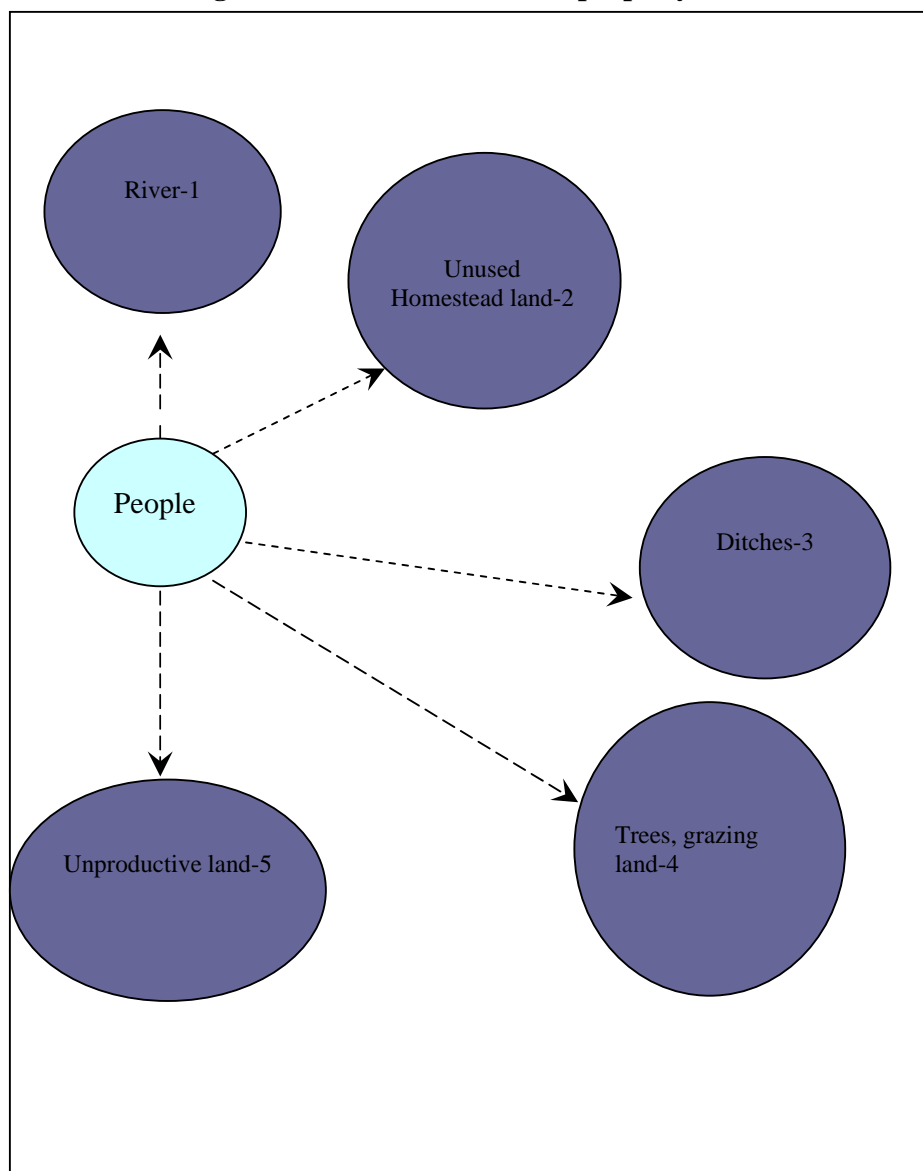 River-1
Unused
Homestead land-2
People
Ditches-3
Trees, grazing
land-4
Unproductive land-5